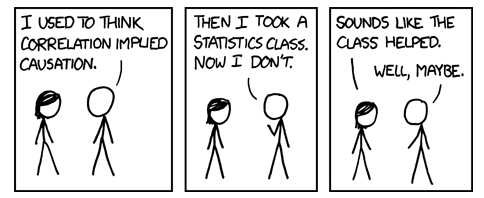 I USED TO THINK
CORRELATION IMPLIED
CAUSATION.
THEN I TOOK A
STATISTICS CLASS.
NOW I DON'T.
SOUNDS LIKE THE
CLASS HELPED.
WELL, MAYBE.